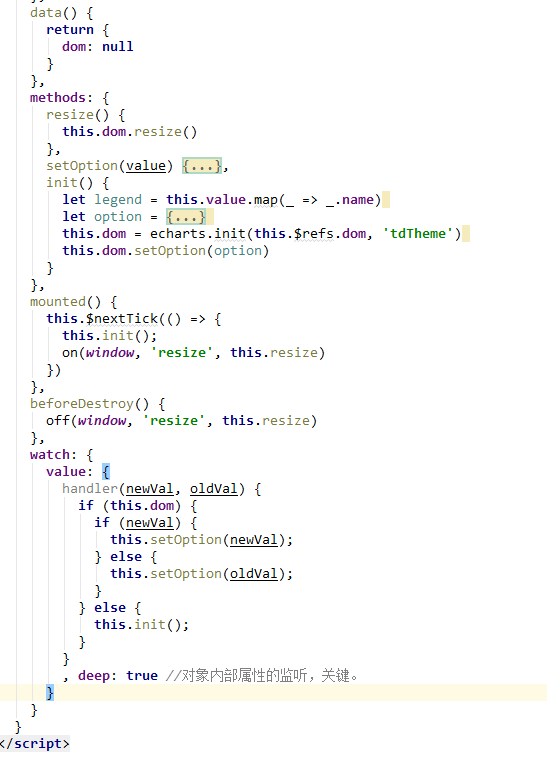 data() {
return {
dom: null
}
},
methods: {
resize() {
this.dom.resize()
},
setOption(value) {...},
init() {
let legend = this.value.map(_ => _.name)
let option = {...}
this.dom = echarts.init(this.$refs.dom, 'tdTheme')
this.dom.setOption(option)
}
},
mounted() {
this.$nextTick(() => {
this.init();
on(window, 'resize', this.resize)
})
},
beforeDestroy() {
off(window, 'resize', this.resize)
},
watch: {
value: {
handler(newVal, oldVal) {
if (this.dom) {
if (newVal) {
this.setOption(newVal);
} else {
this.setOption(oldVal);
}
} else {
this.init();
}
}
, deep: true //对象内部属性的监听，关键。
}
}
}
</script>